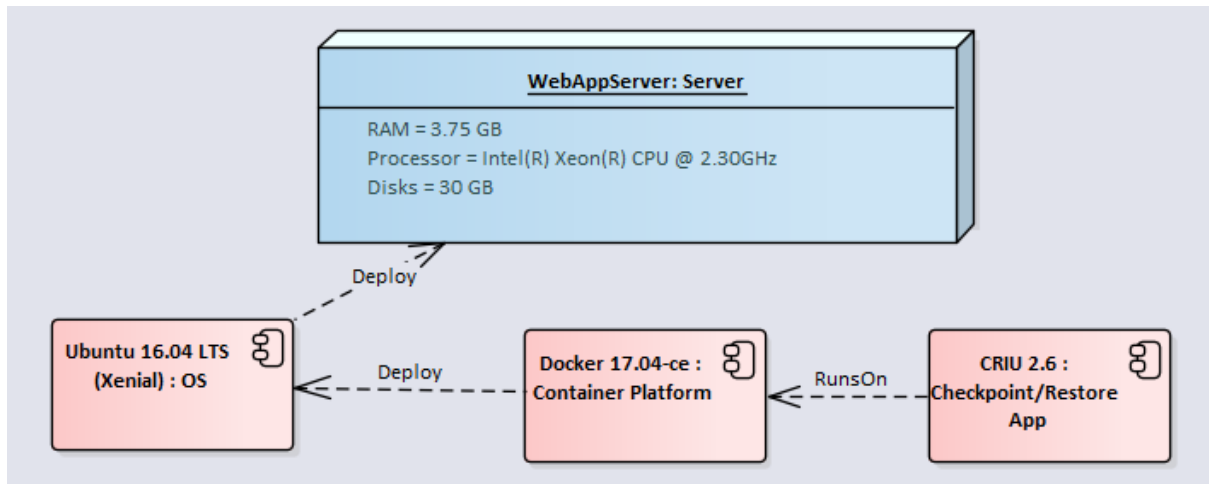 WebAppServer: Server
RAM = 3.75 GB
Processor = Intel(R) Xeon(R) CPU @ 2.30GHz
Disks = 30 GB
Deploy
Ubuntu 16.04 LTS
(Xenial) : OS
Deploy
Docker 17.04-ce :
Container Platform
RunsOn
CRIU 2.6 :
Checkpoint/Restore
App